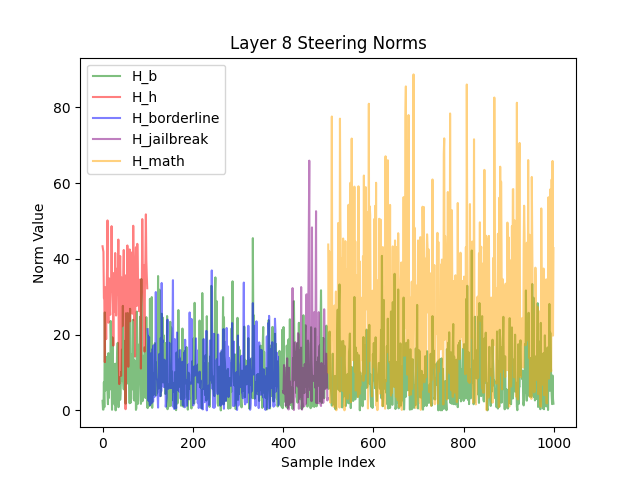 Layer 8 Steering Norms
H_b
H_h
H_borderline
H_jailbreak
H_math
Norm Value
80
60
40
20
0
0
200
400
600
800
1000
Sample Index